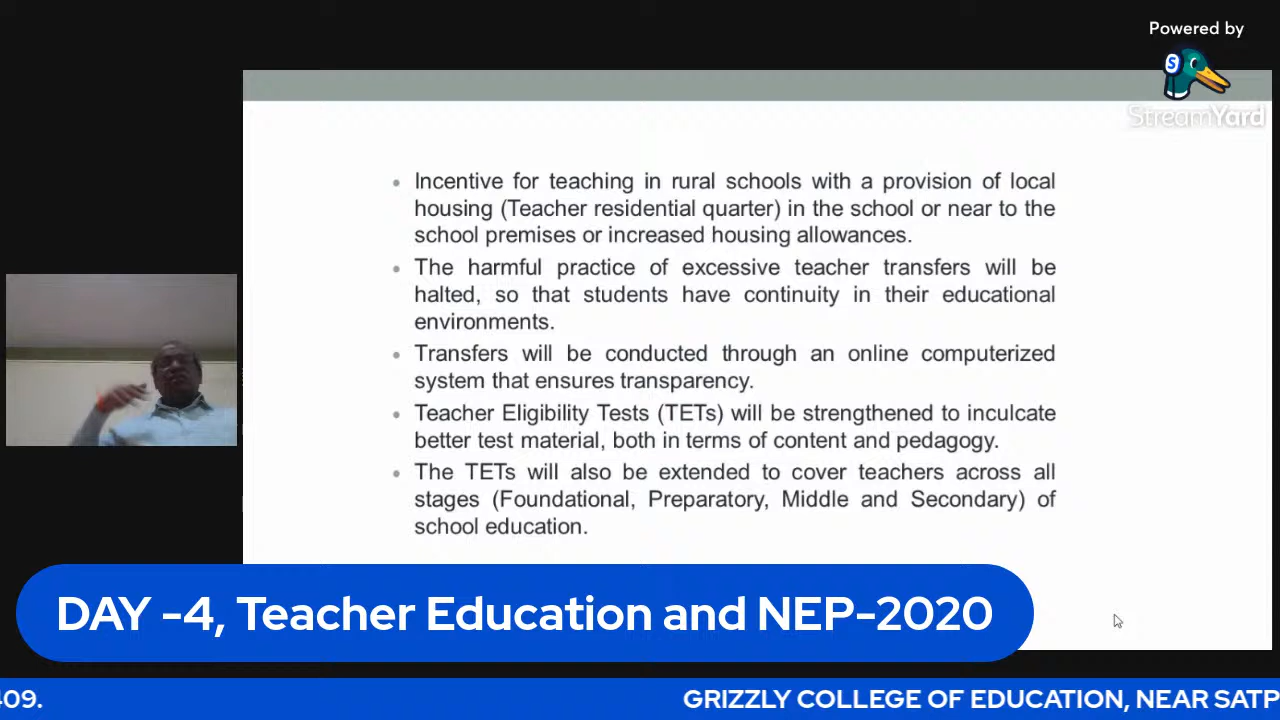 Powered by
S
StreamYard
• Incentive for teaching in rural schools with a provision of local
housing (Teacher residential quarter) in the school or near to the
school premises or increased housing allowances.
• The harmful practice of excessive teacher transfers will be
halted, so that students have continuity in their educational
environments.
• Transfers will be conducted through an online computerized
system that ensures transparency.
• Teacher Eligibility Tests (TETs) will be strengthened to inculcate
better test material, both in terms of content and pedagogy.
• The TETs will also be extended to cover teachers across all
stages (Foundational, Preparatory, Middle and Secondary) of
school education.
DAY -4, Teacher Education and NEP-2020
409. GRIZZLY COLLEGE OF EDUCATION, NEAR SATP